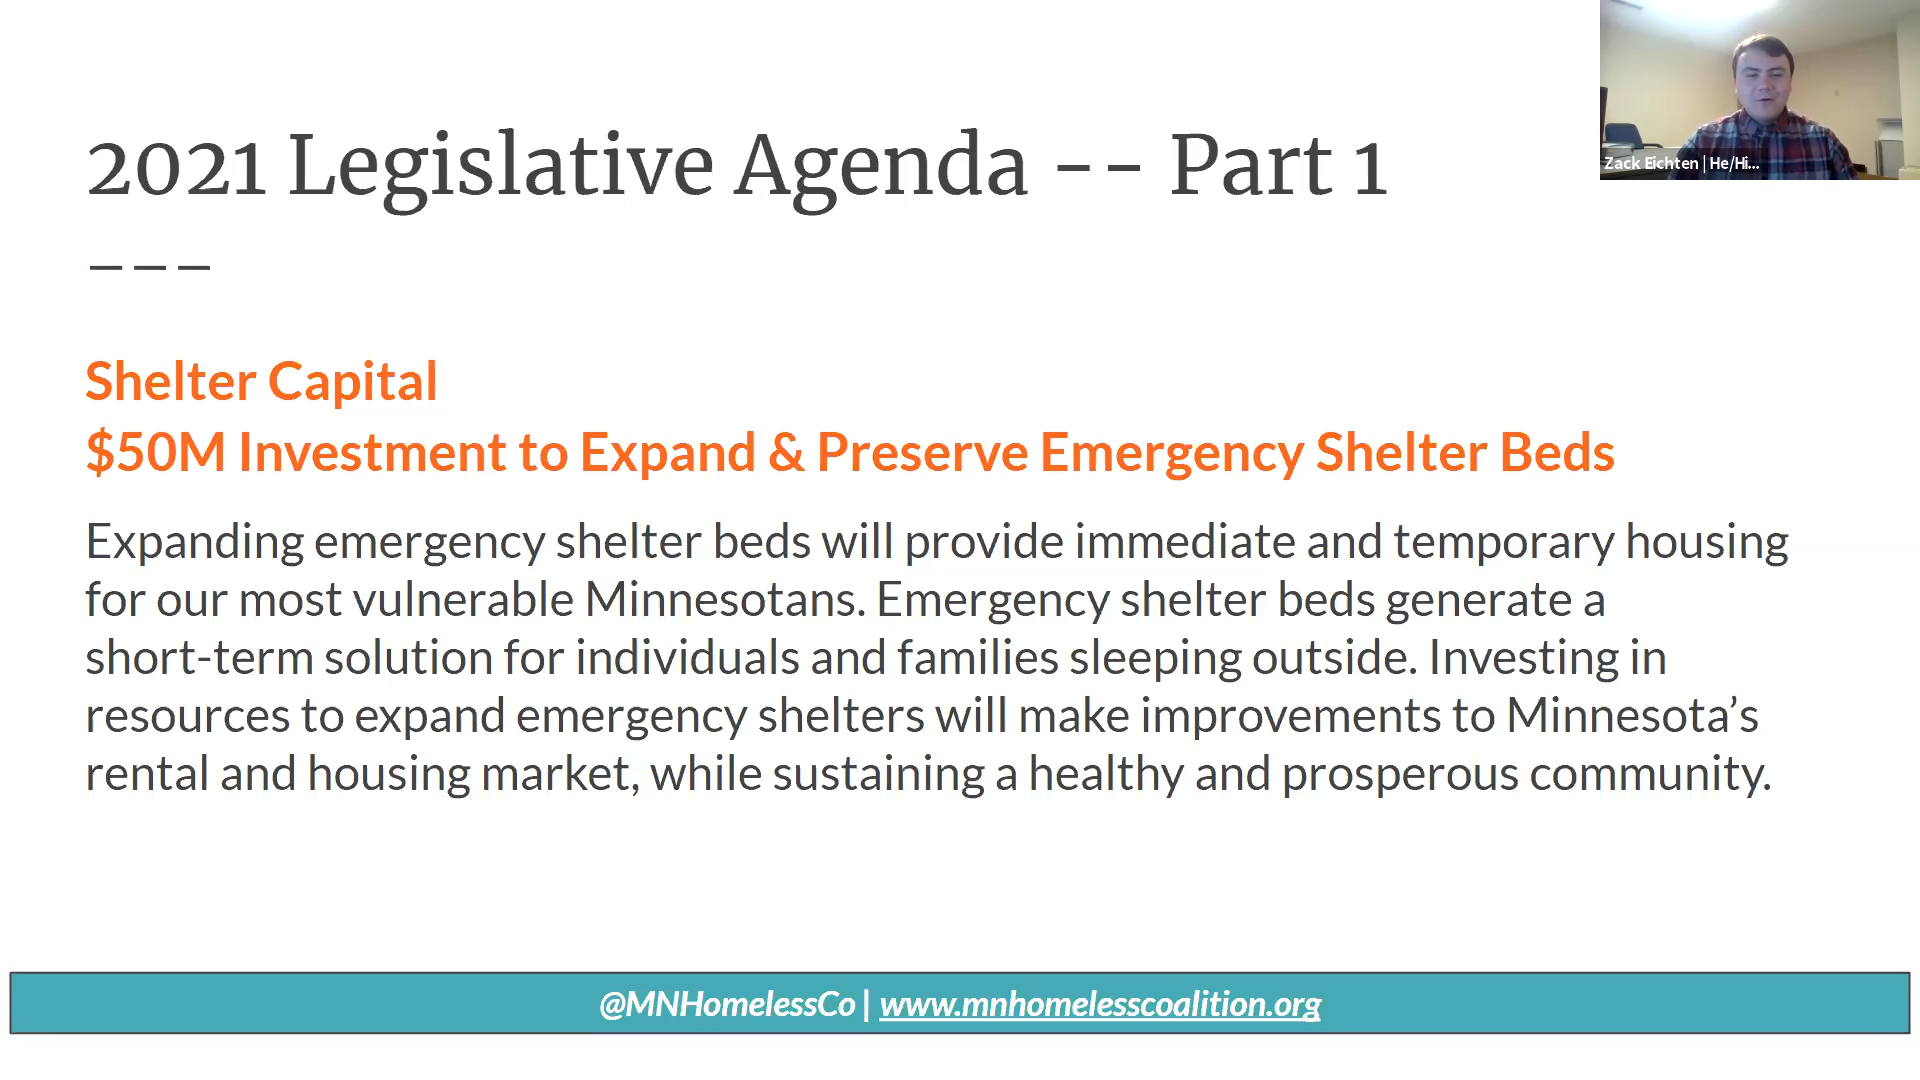 2021 Legislative Agenda -- Part 1
Zack Eichten | He/Hi...
Shelter Capital
$50M Investment to Expand & Preserve Emergency Shelter Beds
Expanding emergency shelter beds will provide immediate and temporary housing
for our most vulnerable Minnesotans. Emergency shelter beds generate a
short-term solution for individuals and families sleeping outside. Investing in
resources to expand emergency shelters will make improvements to Minnesota’s
rental and housing market, while sustaining a healthy and prosperous community.
@MNHomelessCo | www.mnhomelesscoalition.org